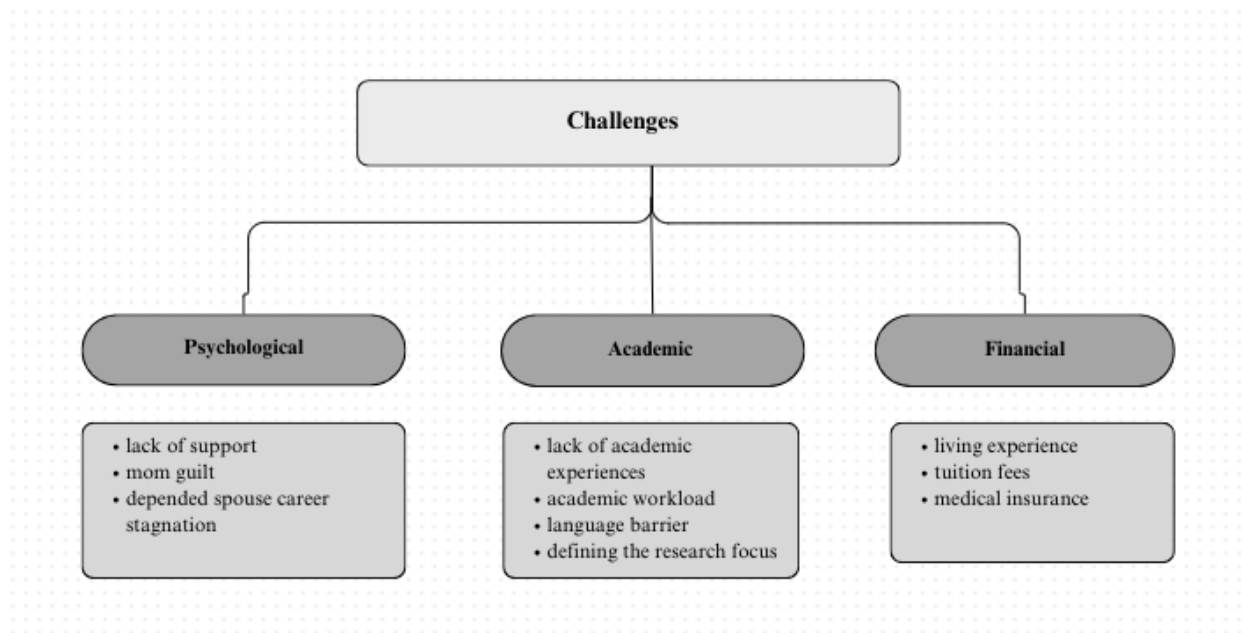 Challenges
Psychological
Academic
Financial
• lack of support
• mom guilt
• depended spouse career
stagnation
• lack of academic
experiences
• academic workload
• language barrier
• defining the research focus
• living experience
• tuition fees
• medical insurance